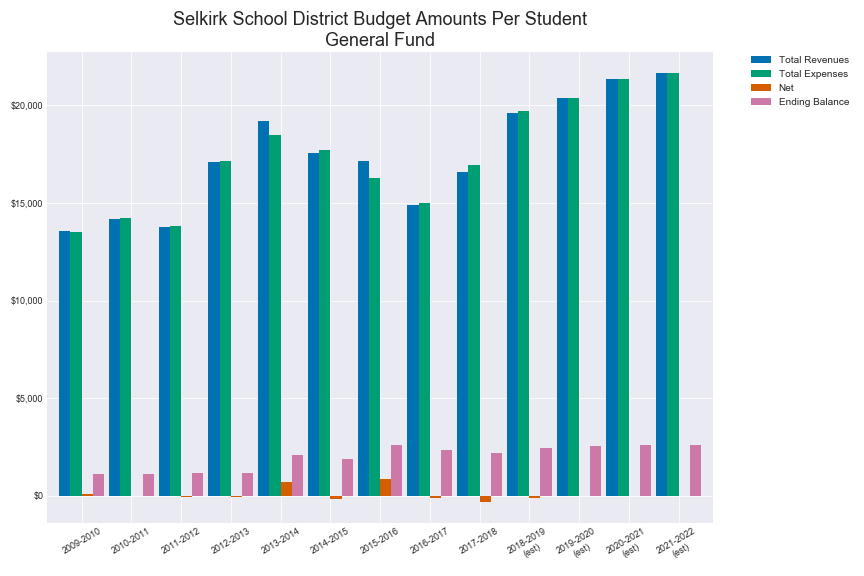 Selkirk School District Budget Amounts Per Student
General Fund
Total Revenues
Total Expenses
Net
Ending Balance
$20,000
$15,000
$10,000
$5,000
$0
2009-2010
2010-2011
2011-2012
2012-2013
2013-2014
2014-2015
2015-2016
2016-2017
2017-2018
2018-2019
(est)
2019-2020
(est)
2020-2021
(est)
2021-2022
(est)